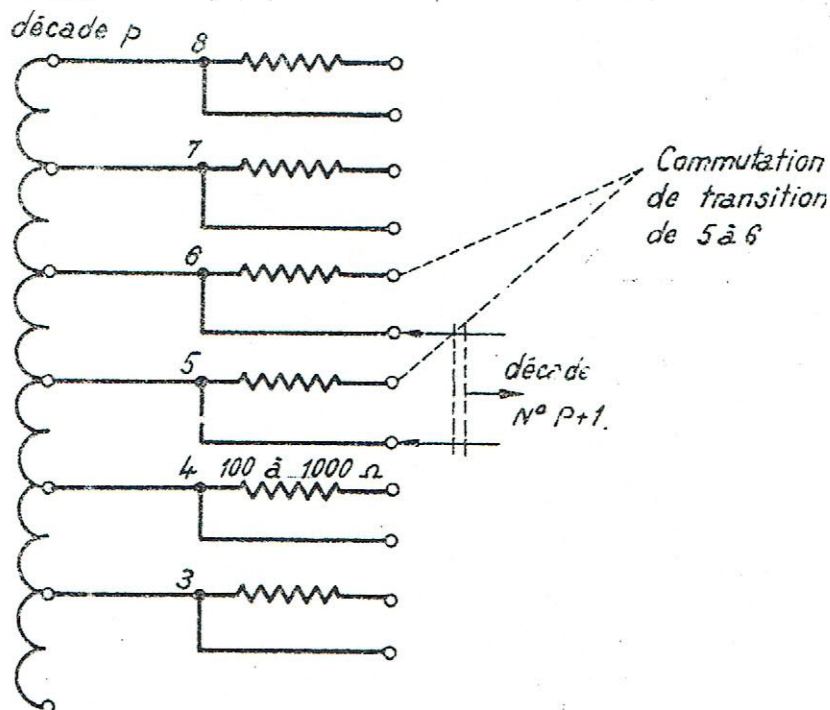 décade p
8
7
Commutation
de transition
de 5 à 6
6
5
décade
N° P+1.
4 100 à 1000 Ω
3